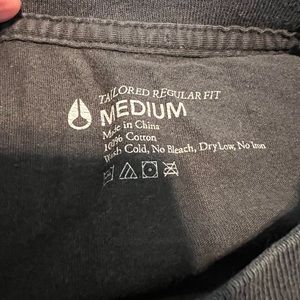 TAILORED REGULAR FIT
MEDIUM
Made in China
100% Cotton
Wash Cold, No Bleach, Dry Low, No Iron